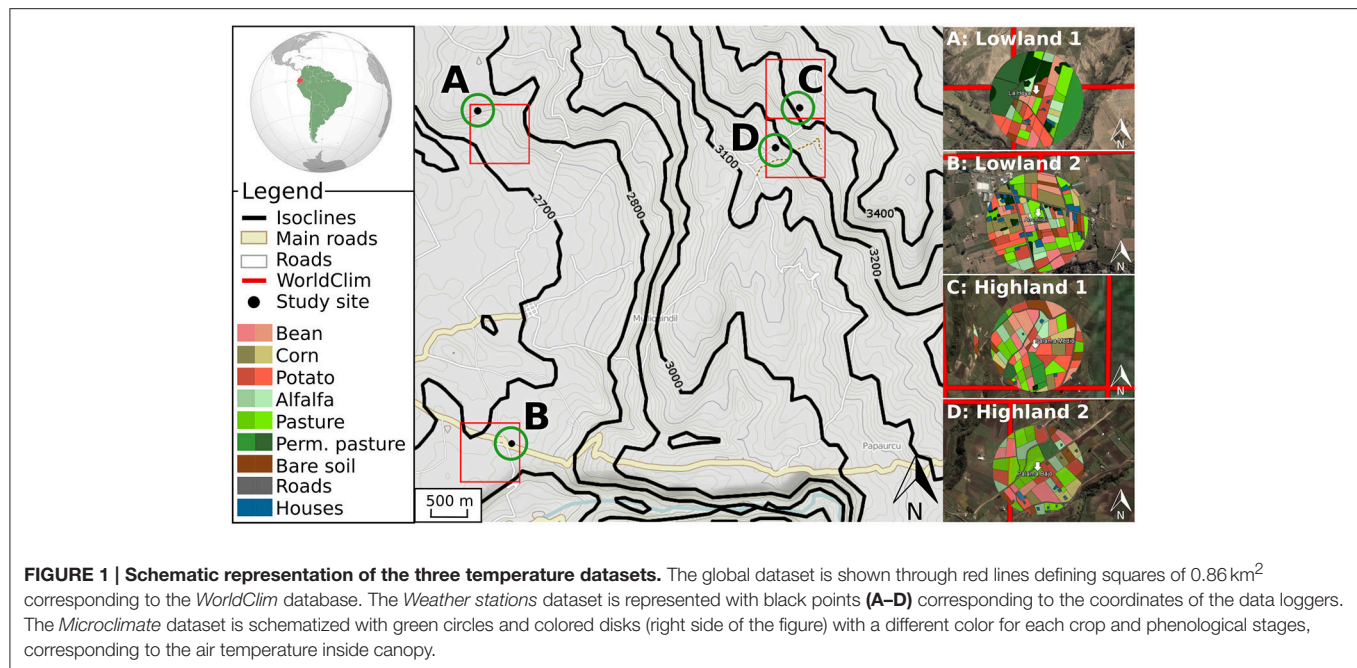 Legend
Isoclines
Main roads
Roads
WorldClim
Study site
Bean
Corn
Potato
Alfalfa
Pasture
Perm. pasture
Bare soil
Roads
Houses
A
B
C
D
2700
2800
3100
3000
3400
3200
Papaurcu
500 m
N
A: Lowland 1
N
B: Lowland 2
N
C: Highland 1
Palama Medio
N
D: Highland 2
Palama Bajo
N
FIGURE 1 | Schematic representation of the three temperature datasets. The global dataset is shown through red lines defining squares of 0.86 km²
corresponding to the WorldClim database. The Weather stations dataset is represented with black points (A–D) corresponding to the coordinates of the data loggers.
The Microclimate dataset is schematized with green circles and colored disks (right side of the figure) with a different color for each crop and phenological stages,
corresponding to the air temperature inside canopy.